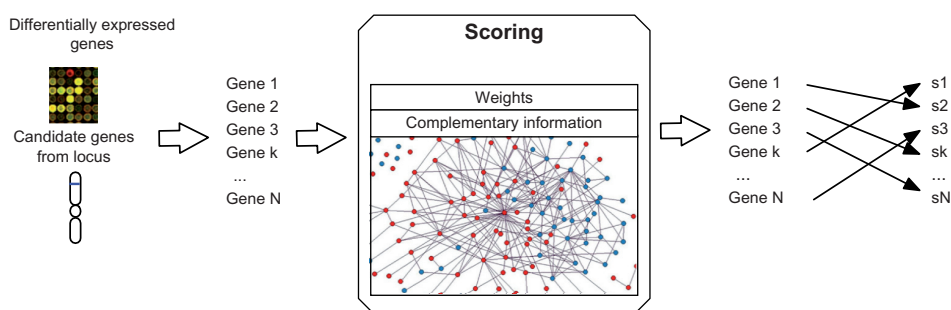 Differentially expressed
genes
Candidate genes
from locus
Gene 1
Gene 2
Gene 3
Gene k
...
Gene N
Scoring
Weights
Complementary information
Gene 1
Gene 2
Gene 3
Gene k
...
Gene N
s1
s2
s3
sk
...
sN